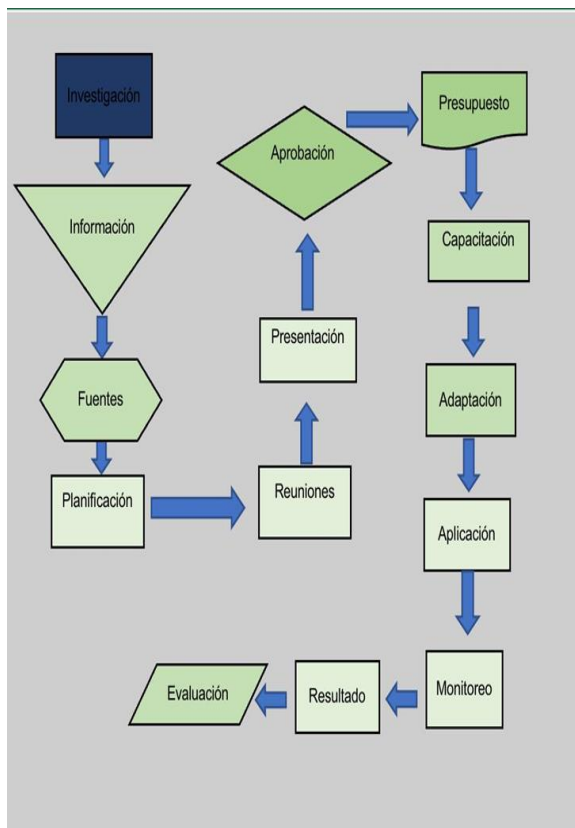 Investigación
Información
Fuentes
Planificación
Reuniones
Presentación
Aprobación
Presupuesto
Capacitación
Adaptación
Aplicación
Monitoreo
Resultado
Evaluación